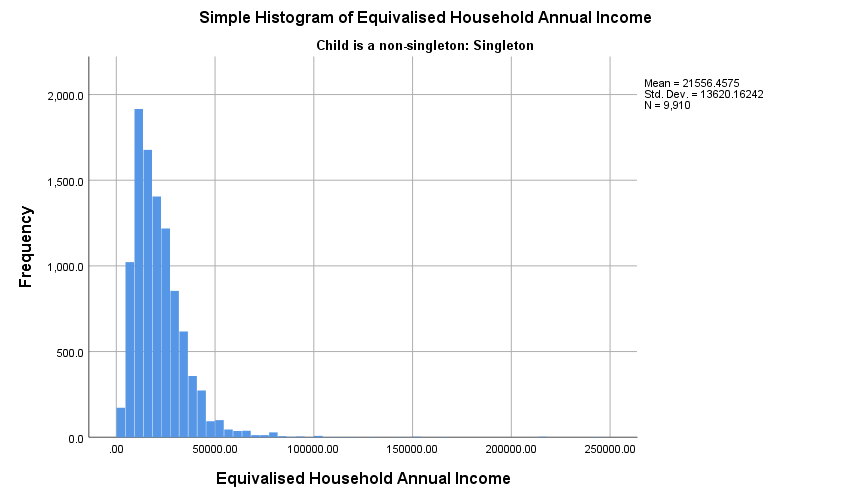 Simple Histogram of Equivalised Household Annual Income
Child is a non-singleton: Singleton
Mean = 21556.4575
Std. Dev. = 13620.16242
N = 9,910
Frequency
2,000.0
1,500.0
1,000.0
500.0
0.0
.00
50000.00
100000.00
150000.00
200000.00
250000.00
Equivalised Household Annual Income